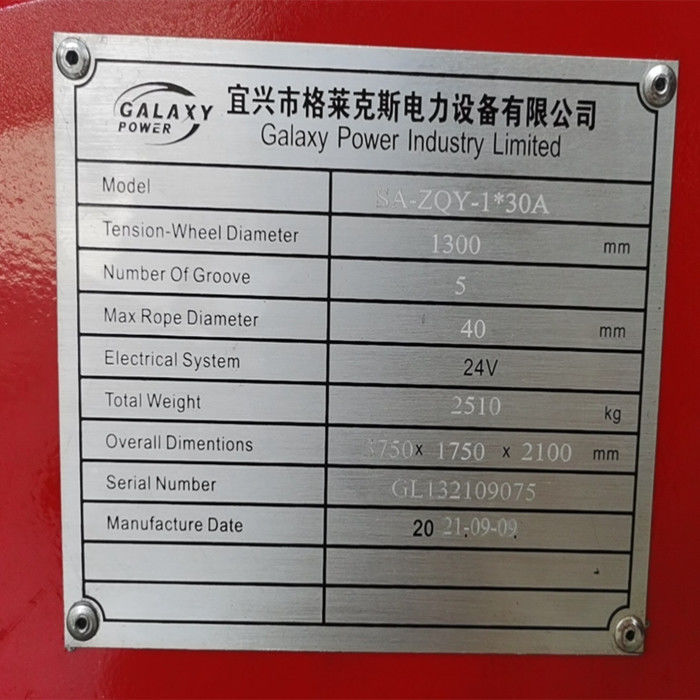 GALAXY
POWER
宜兴市格莱克斯电力设备有限公司
Galaxy Power Industry Limited
Model SA-ZQY-1*30A
Tension-Wheel Diameter 1300 mm
Number Of Groove 5
Max Rope Diameter 40 mm
Electrical System 24V
Total Weight 2510 kg
Overall Dimentions 3750× 1750 × 2100 mm
Serial Number GL132109075
Manufacture Date 20 21-09-09.